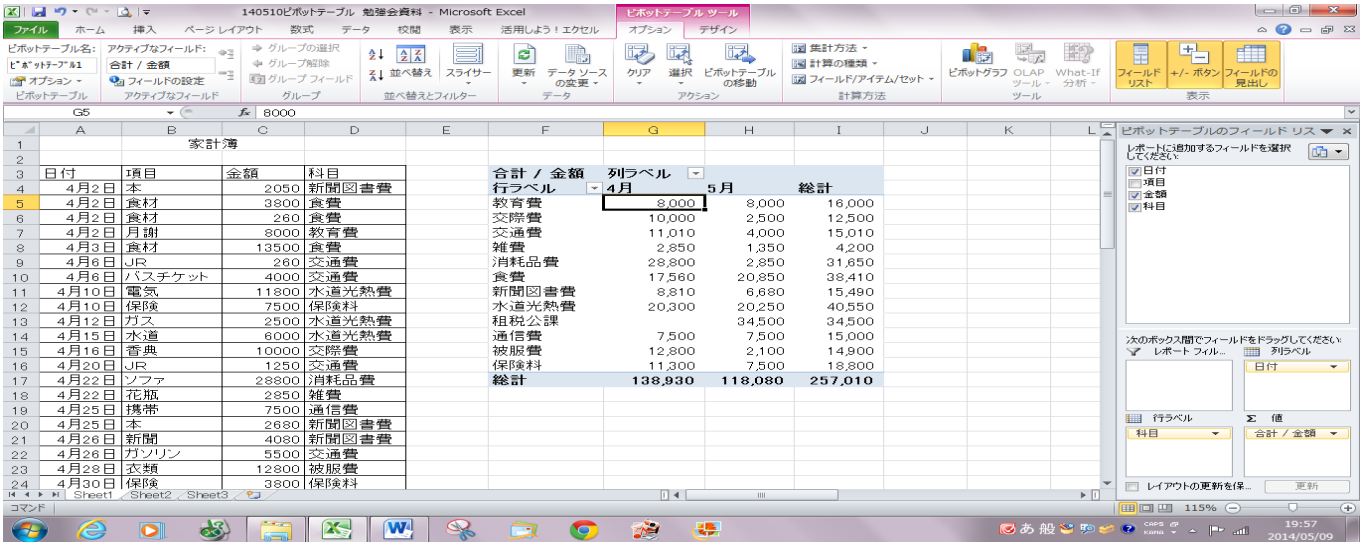 140510ピボットテーブル 勉強会資料 - Microsoft Excel
ピボットテーブル ツール
ファイル ホーム 挿入 ページ レイアウト 数式 データ 校閲 表示 活用しよう！エクセル オプション デザイン
ピボットテーブル名: アクティブなフィールド: グループの選択 集計方法
ﾋﾟﾎﾞｯﾄﾃｰﾌﾞﾙ1 合計 / 金額 グループ解除 並べ替え スライサー 更新 データ ソースの変更 クリア 選択 ピボットテーブルの移動 計算の種類 ピボットグラフ OLAP ツール What-If 分析 フィールド リスト +/- ボタン フィールドの見出し
オプション フィールドの設定 グループ フィールド フィールド/アイテム/セット
ピボットテーブル アクティブなフィールド グループ 並べ替えとフィルター データ アクション 計算方法 ツール 表示
G5 fx 8000
A B C D E F G H I J K L
1 家計簿
2
3 日付 項目 金額 科目 合計 / 金額 列ラベル
4 4月2日 本 2050 新聞図書費 行ラベル 4月 5月 総計
5 4月2日 食材 3800 食費 教育費 8,000 8,000 16,000
6 4月2日 食材 260 食費 交際費 10,000 2,500 12,500
7 4月2日 月謝 8000 教育費 交通費 11,010 4,000 15,010
8 4月3日 食材 13500 食費 雑費 2,850 1,350 4,200
9 4月6日 JR 260 交通費 消耗品費 28,800 2,850 31,650
10 4月6日 バスチケット 4000 交通費 食費 17,560 20,850 38,410
11 4月10日 電気 11800 水道光熱費 新聞図書費 8,810 6,680 15,490
12 4月10日 保険 7500 保険料 水道光熱費 20,300 20,250 40,550
13 4月12日 ガス 2500 水道光熱費 租税公課 34,500 34,500
14 4月15日 水道 6000 水道光熱費 通信費 7,500 7,500 15,000
15 4月16日 香典 10000 交際費 被服費 12,800 2,100 14,900
16 4月20日 JR 1250 交通費 保険料 11,300 7,500 18,800
17 4月22日 ソファ 28800 消耗品費 総計 138,930 118,080 257,010
18 4月22日 花瓶 2850 雑費
19 4月25日 携帯 7500 通信費
20 4月25日 本 2680 新聞図書費
21 4月26日 新聞 4080 新聞図書費
22 4月26日 ガソリン 5500 交通費
23 4月28日 衣類 12800 被服費
24 4月30日 保険 3800 保険料
ピボットテーブルのフィールド リス
レポートに追加するフィールドを選択してください:
日付
項目
金額
科目
次のボックス間でフィールドをドラッグしてください:
レポート フィル... 列ラベル
日付
行ラベル Σ 値
科目 合計 / 金額
レイアウトの更新を保... 更新
Sheet1 Sheet2 Sheet3
コマンド 115%
あ 般 CAPS KANA 19:57
2014/05/09